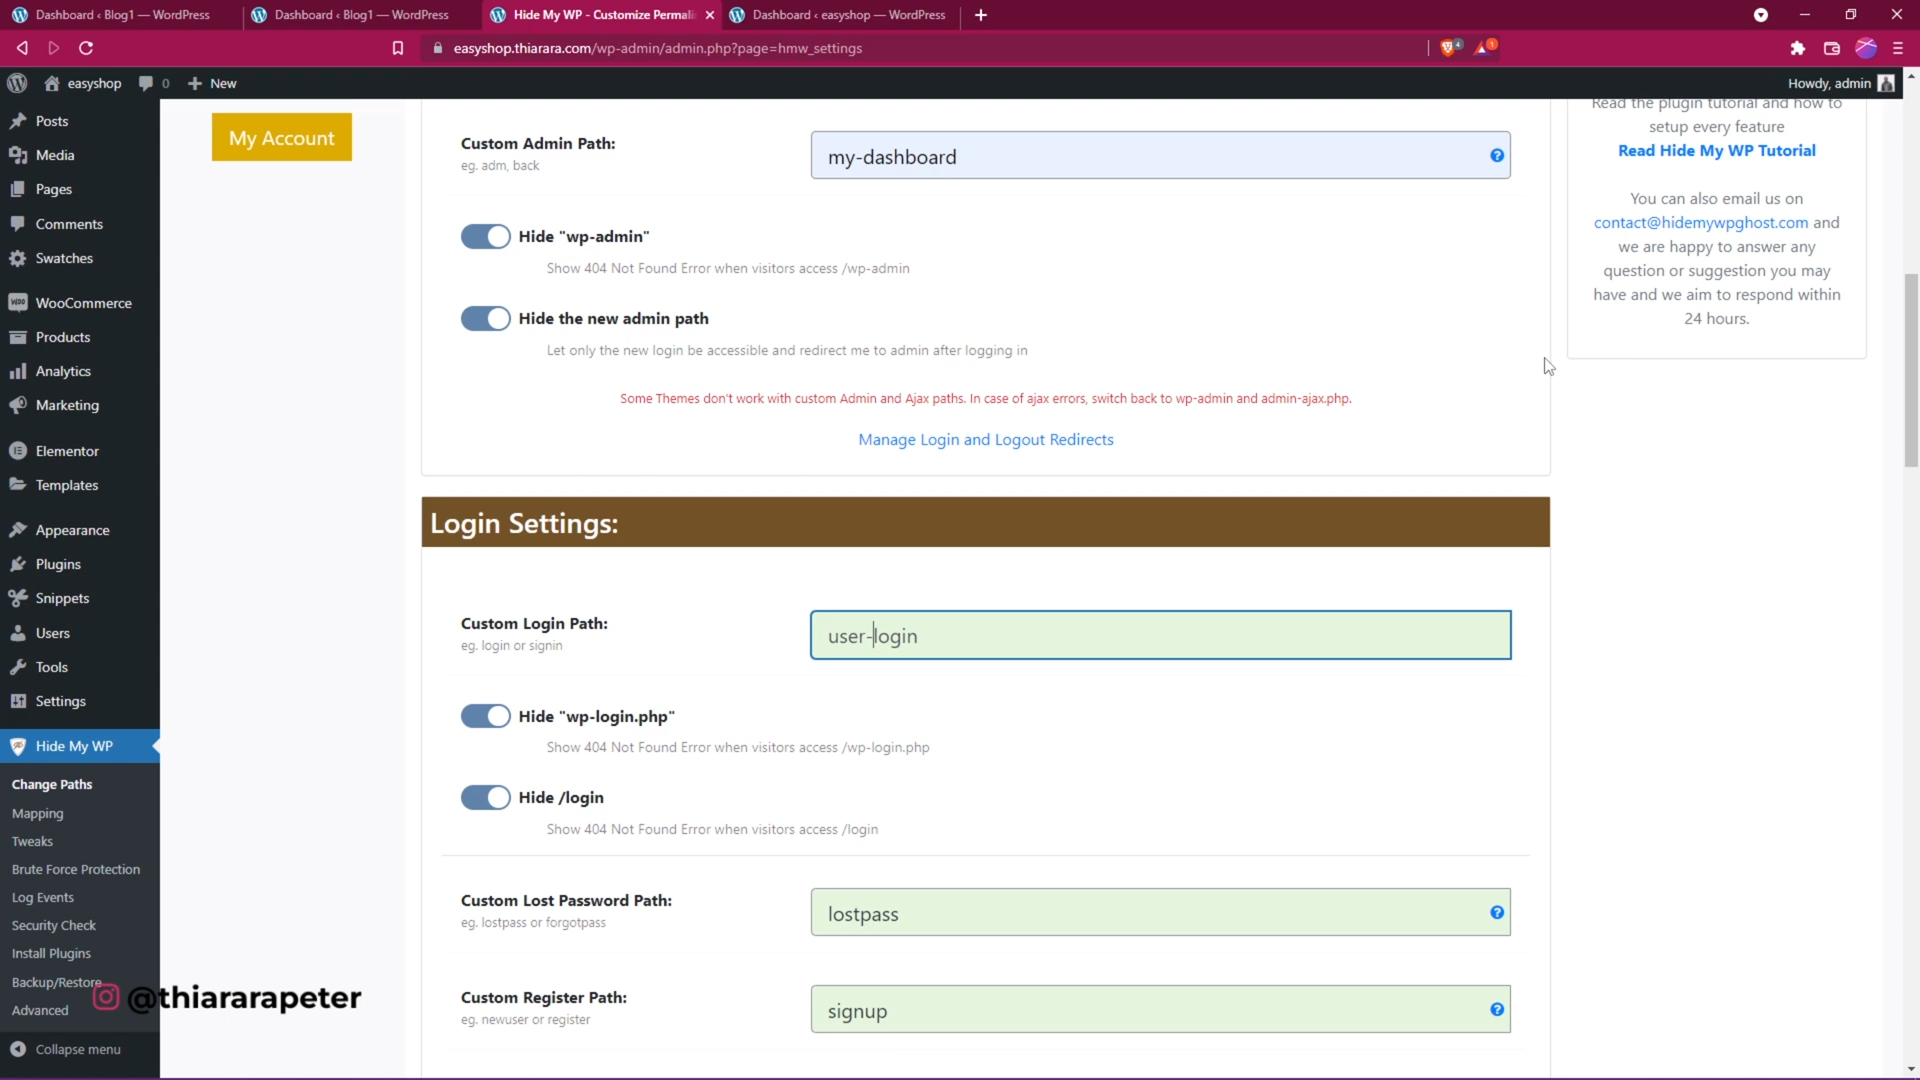 Dashboard ‹ Blog1 — WordPress
Dashboard ‹ Blog1 — WordPress
Hide My WP - Customize Permali
Dashboard ‹ easyshop — WordPress
easyshop.thiarara.com/wp-admin/admin.php?page=hmw_settings
4
1
easyshop
0
New
Howdy, admin
Posts
Media
Pages
Comments
Swatches
WooCommerce
Products
Analytics
Marketing
Elementor
Templates
Appearance
Plugins
Snippets
Users
Tools
Settings
Hide My WP
Change Paths
Mapping
Tweaks
Brute Force Protection
Log Events
Security Check
Install Plugins
Backup/Restore
Advanced
Collapse menu
@thiararapeter
My Account
Custom Admin Path:
eg. adm, back
my-dashboard
Hide "wp-admin"
Show 404 Not Found Error when visitors access /wp-admin
Hide the new admin path
Let only the new login be accessible and redirect me to admin after logging in
Some Themes don't work with custom Admin and Ajax paths. In case of ajax errors, switch back to wp-admin and admin-ajax.php.
Manage Login and Logout Redirects
Login Settings:
Custom Login Path:
eg. login or signin
user-login
Hide "wp-login.php"
Show 404 Not Found Error when visitors access /wp-login.php
Hide /login
Show 404 Not Found Error when visitors access /login
Custom Lost Password Path:
eg. lostpass or forgotpass
lostpass
Custom Register Path:
eg. newuser or register
signup
Read the plugin tutorial and how to
setup every feature
Read Hide My WP Tutorial
You can also email us on
contact@hidemywpghost.com and
we are happy to answer any
question or suggestion you may
have and we aim to respond within
24 hours.